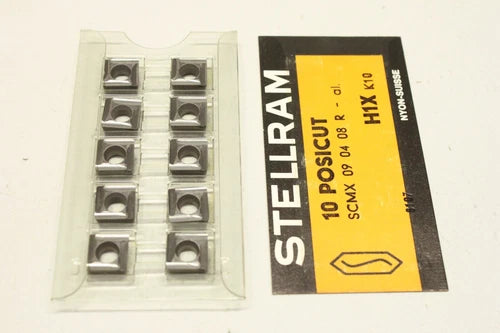 STELLRAM
10 POSICUT
SCMX 09 04 08 R - al.
H1X K10
NYON-SUISSE